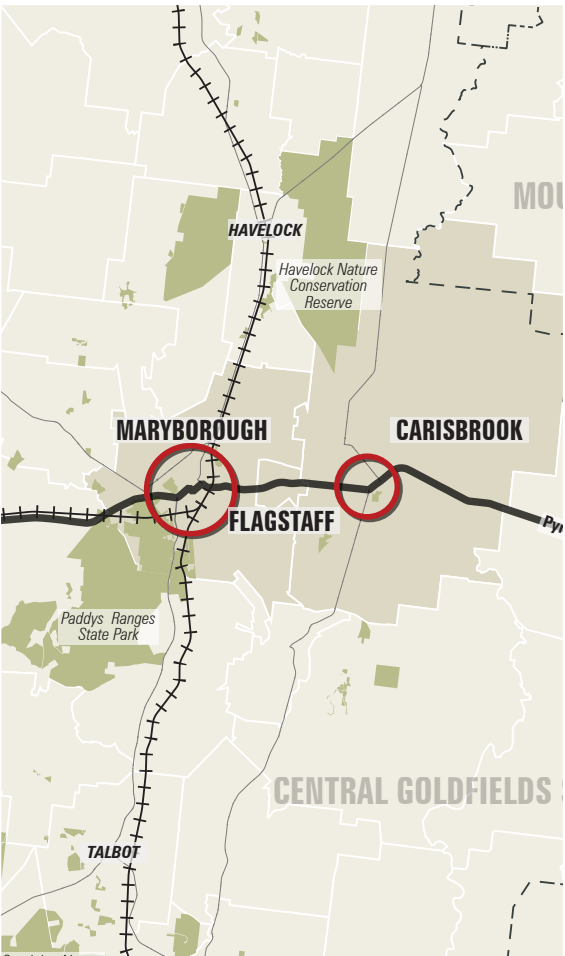 MOU
HAVELOCK
Havelock Nature
Conservation
Reserve
MARYBOROUGH
CARISBROOK
FLAGSTAFF
Pyr
Paddys Ranges
State Park
CENTRAL GOLDFIELDS S
TALBOT